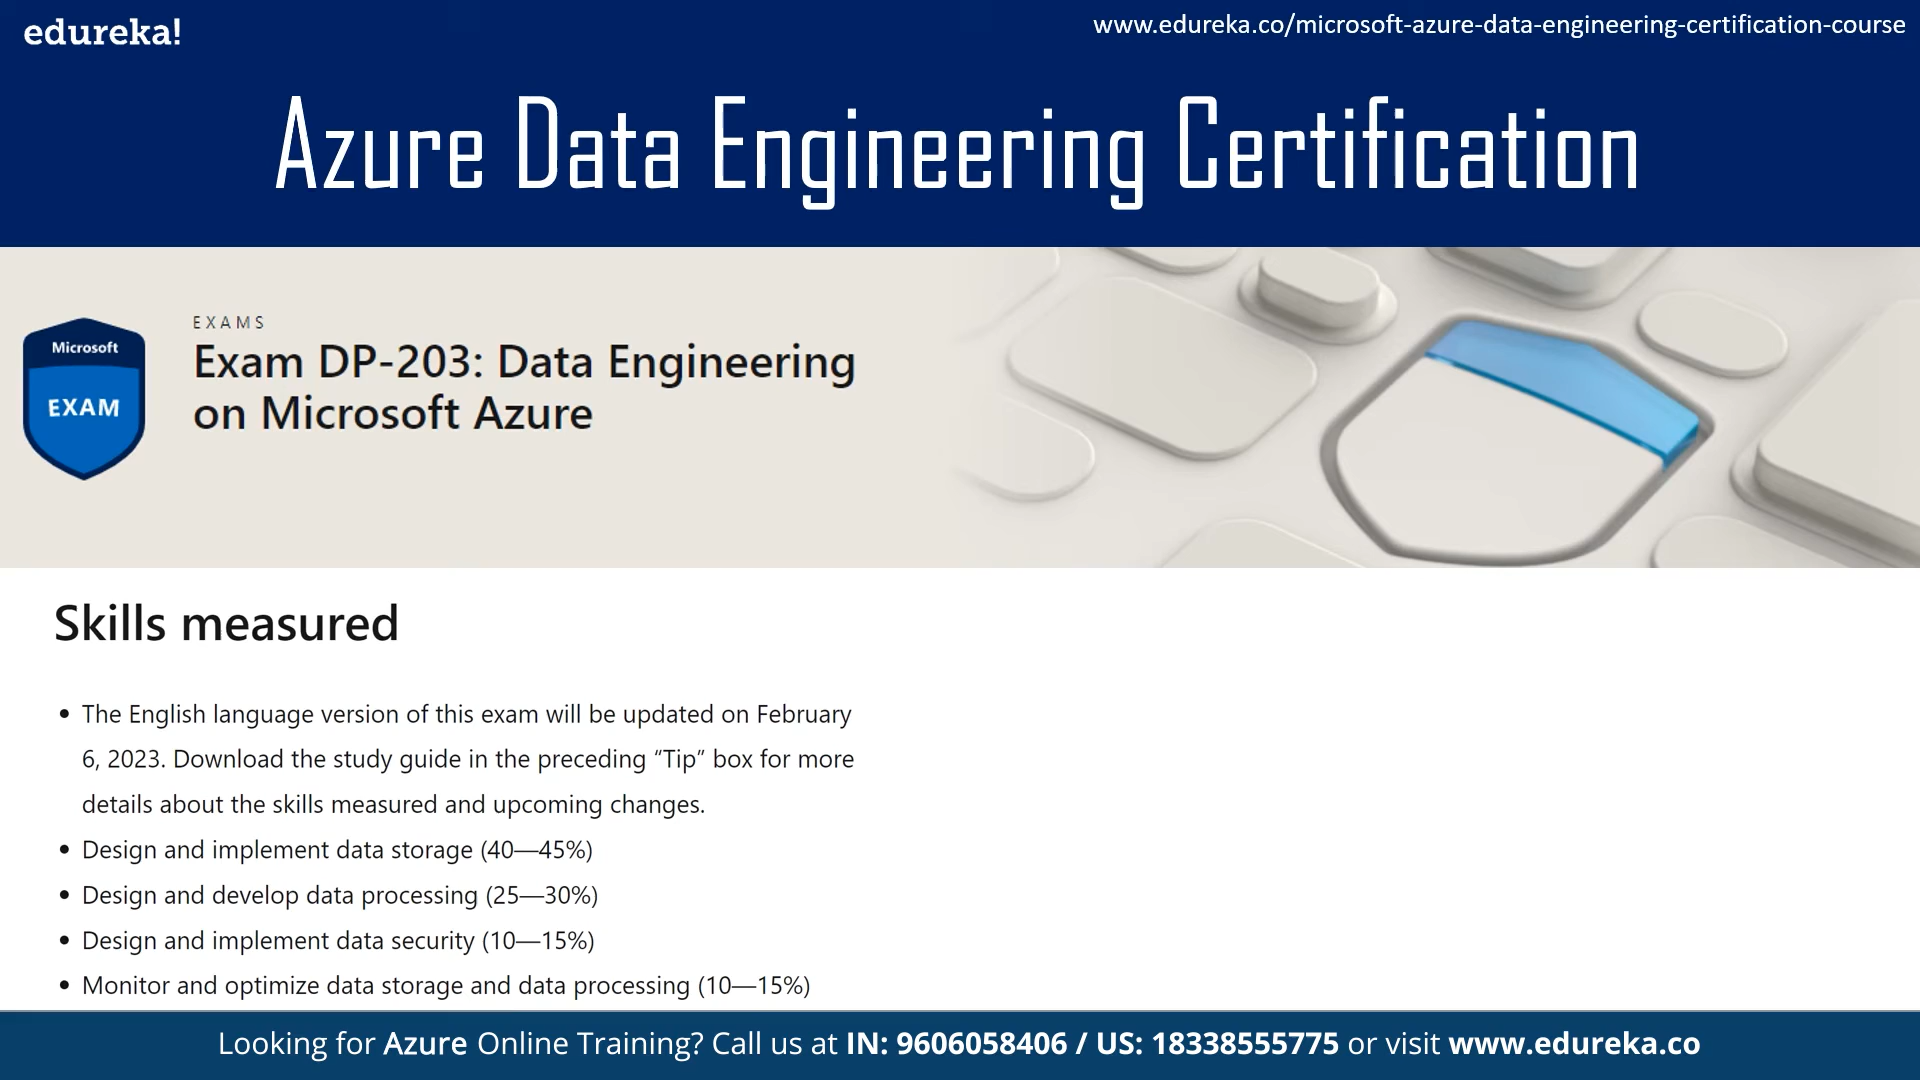 edureka!
www.edureka.co/microsoft-azure-data-engineering-certification-course
Azure Data Engineering Certification
Microsoft
EXAM
EXAMS
Exam DP-203: Data Engineering
on Microsoft Azure
Skills measured
• The English language version of this exam will be updated on February
6, 2023. Download the study guide in the preceding “Tip” box for more
details about the skills measured and upcoming changes.
• Design and implement data storage (40—45%)
• Design and develop data processing (25—30%)
• Design and implement data security (10—15%)
• Monitor and optimize data storage and data processing (10—15%)
Looking for Azure Online Training? Call us at IN: 9606058406 / US: 18338555775 or visit www.edureka.co